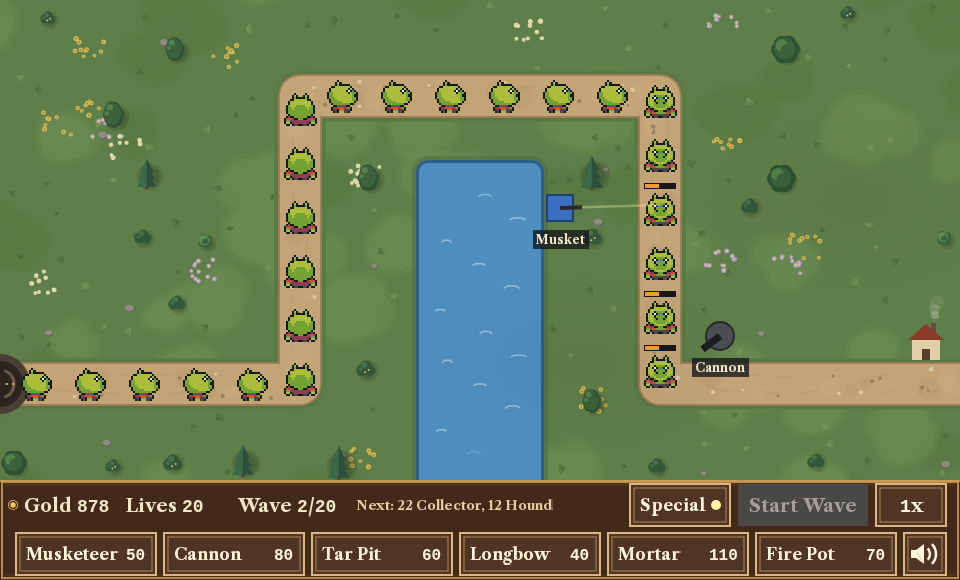 Musket
Cannon
Gold 878 Lives 20 Wave 2/20 Next: 22 Collector, 12 Hound Special Start Wave 1x
Musketeer 50 Cannon 80 Tar Pit 60 Longbow 40 Mortar 110 Fire Pot 70